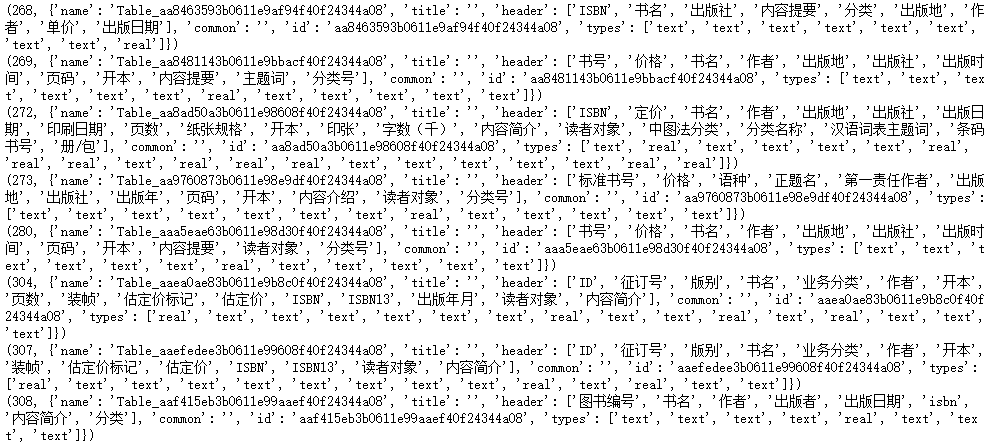 (268, {'name': 'Table_aa8463593b0611e9af94f40f24344a08', 'title': '', 'header': ['ISBN', '书名', '出版社', '内容提要', '分类', '出版地', '作
者', '单价', '出版日期'], 'common': '', 'id': 'aa8463593b0611e9af94f40f24344a08', 'types': ['text', 'text', 'text', 'text', 'text', 'text',
'text', 'text', 'real']})
(269, {'name': 'Table_aa8481143b0611e9bbacf40f24344a08', 'title': '', 'header': ['书号', '价格', '书名', '作者', '出版地', '出版社', '出版时
间', '页码', '开本', '内容提要', '主题词', '分类号'], 'common': '', 'id': 'aa8481143b0611e9bbacf40f24344a08', 'types': ['text', 'text', 'tex
t', 'text', 'text', 'text', 'real', 'text', 'text', 'text', 'text', 'text']})
(272, {'name': 'Table_aa8ad50a3b0611e98608f40f24344a08', 'title': '', 'header': ['ISBN', '定价', '书名', '作者', '出版地', '出版社', '出版日
期', '印刷日期', '页数', '纸张规格', '开本', '印张', '字数（千）', '内容简介', '读者对象', '中图法分类', '分类名称', '汉语词表主题词', '条码
书号', '册/包'], 'common': '', 'id': 'aa8ad50a3b0611e98608f40f24344a08', 'types': ['text', 'real', 'text', 'text', 'text', 'text', 'real',
'real', 'real', 'text', 'real', 'real', 'real', 'text', 'text', 'text', 'text', 'text', 'real', 'real']})
(273, {'name': 'Table_aa9760873b0611e98e9df40f24344a08', 'title': '', 'header': ['标准书号', '价格', '语种', '正题名', '第一责任作者', '出版
地', '出版社', '出版年', '页码', '开本', '内容介绍', '读者对象', '分类号'], 'common': '', 'id': 'aa9760873b0611e98e9df40f24344a08', 'types':
['text', 'text', 'text', 'text', 'text', 'text', 'text', 'real', 'text', 'text', 'text', 'text', 'text']})
(280, {'name': 'Table_aaa5eae63b0611e98d30f40f24344a08', 'title': '', 'header': ['书号', '价格', '书名', '作者', '出版地', '出版社', '出版时
间', '页码', '开本', '内容提要', '读者对象', '分类号'], 'common': '', 'id': 'aaa5eae63b0611e98d30f40f24344a08', 'types': ['text', 'text', 't
ext', 'text', 'text', 'text', 'real', 'text', 'text', 'text', 'text', 'text']})
(304, {'name': 'Table_aaea0ae83b0611e9b8c0f40f24344a08', 'title': '', 'header': ['ID', '征订号', '版别', '书名', '业务分类', '作者', '开本',
'页数', '装帧', '估定价标记', '估定价', 'ISBN', 'ISBN13', '出版年月', '读者对象', '内容简介'], 'common': '', 'id': 'aaea0ae83b0611e9b8c0f40f
24344a08', 'types': ['real', 'text', 'text', 'text', 'text', 'text', 'text', 'real', 'text', 'text', 'real', 'text', 'real', 'text', 'text',
'text']})
(307, {'name': 'Table_aaefedee3b0611e99608f40f24344a08', 'title': '', 'header': ['ID', '征订号', '版别', '书名', '业务分类', '作者', '开本',
'装帧', '估定价标记', '估定价', 'ISBN', 'ISBN13', '读者对象', '内容简介'], 'common': '', 'id': 'aaefedee3b0611e99608f40f24344a08', 'types':
['real', 'text', 'text', 'text', 'text', 'text', 'text', 'text', 'text', 'real', 'text', 'real', 'text', 'text']})
(308, {'name': 'Table_aaf415eb3b0611e99aaef40f24344a08', 'title': '', 'header': ['图书编号', '书名', '作者', '出版者', '出版日期', 'isbn',
'内容简介', '分类'], 'common': '', 'id': 'aaf415eb3b0611e99aaef40f24344a08', 'types': ['text', 'text', 'text', 'text', 'real', 'text', 'tex
t', 'text']})